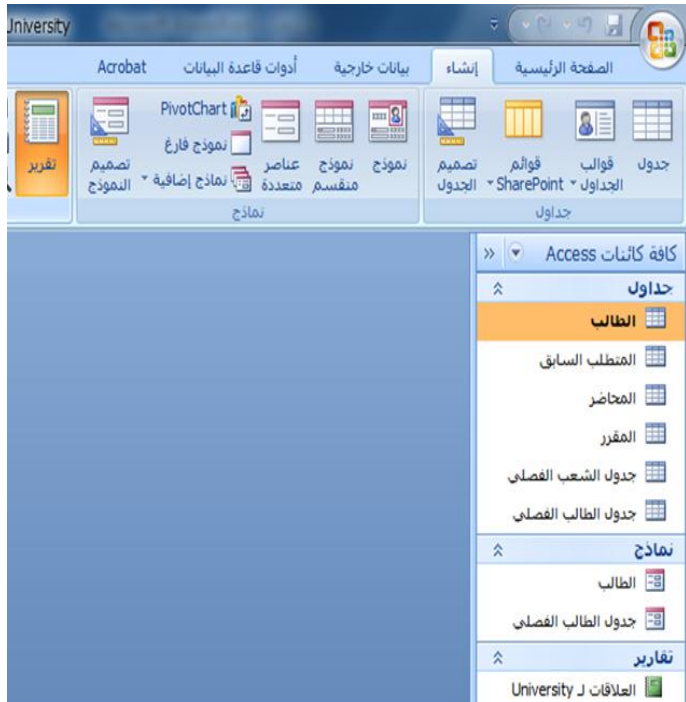 University
الصفحة الرئيسية
إنشاء
بيانات خارجية
أدوات قاعدة البيانات
Acrobat
جدول
قوالب
الجداول
قوائم
SharePoint
تصميم
الجدول
جداول
نموذج
نموذج
منقسم
عناصر
متعددة
PivotChart
نموذج فارغ
نماذج إضافية
تصميم
النموذج
نماذج
تقرير
كافة كائنات Access
جداول
الطالب
المتطلب السابق
المحاضر
المقرر
جدول الشعب الفصلي
جدول الطالب الفصلي
نماذج
الطالب
جدول الطالب الفصلي
تقارير
العلاقات لـ University